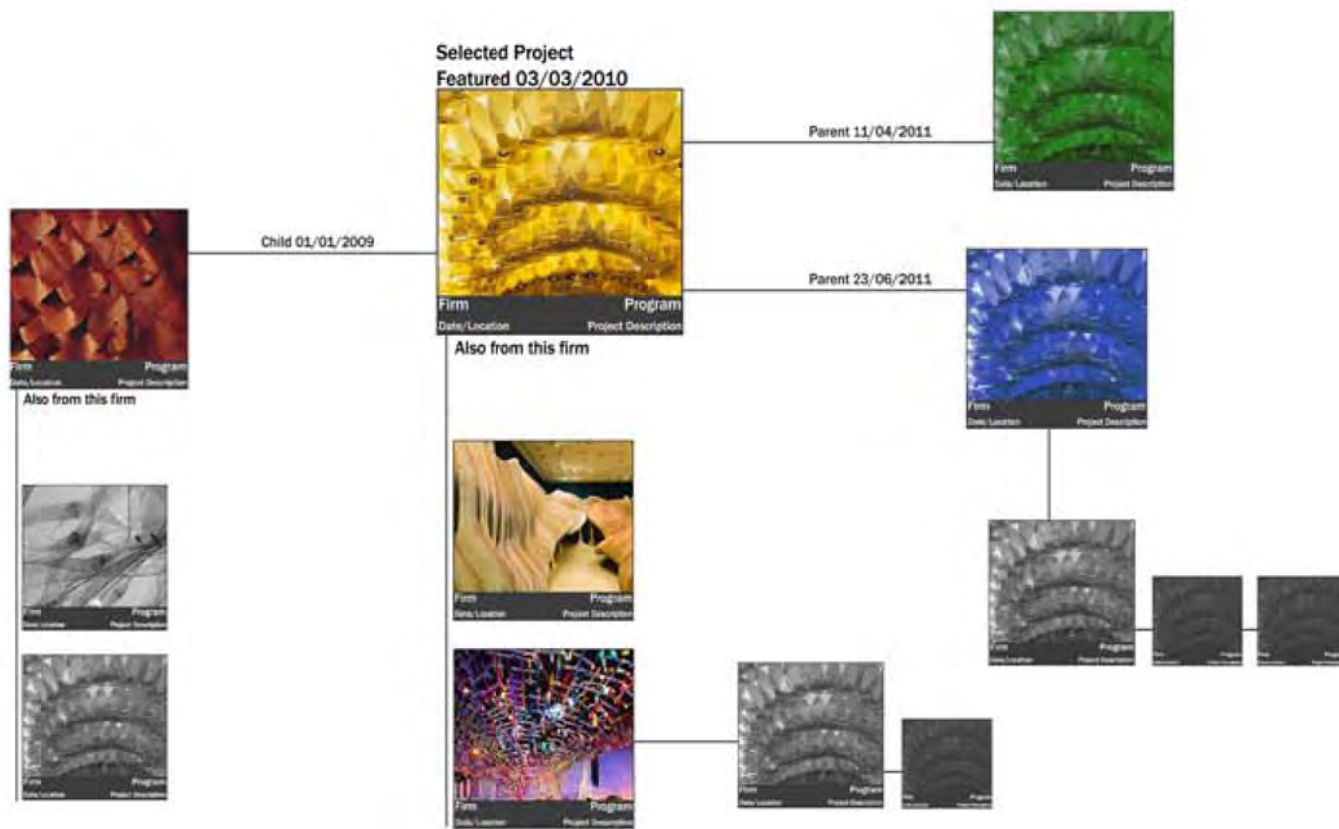 Selected Project
Featured 03/03/2010
Firm Program
Date/Location Project Description
Also from this firm
Parent 11/04/2011
Firm Program
Date/Location Project Description
Child 01/01/2009
Parent 23/06/2011
Firm Program
Date/Location Project Description
Also from this firm
Firm Program
Date/Location Project Description
Firm Program
Date/Location Project Description
Firm Program
Date/Location Project Description
Firm Program
Date/Location Project Description
Firm Program
Date/Location Project Description
Firm Program
Date/Location Project Description
Firm Program
Date/Location Project Description